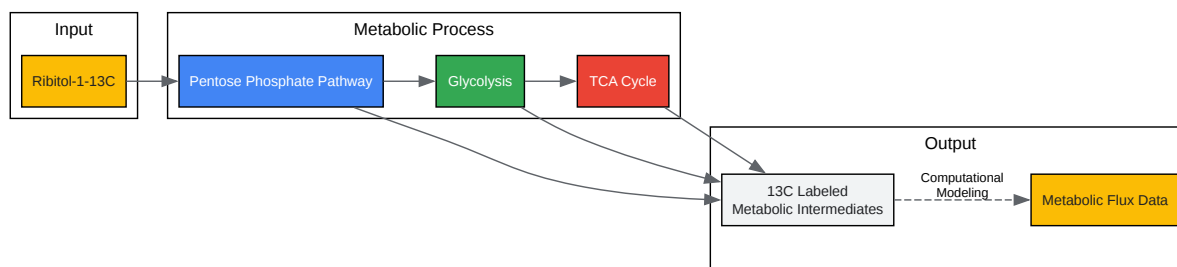 Input
Metabolic Process
Ribitol-1-13C
Pentose Phosphate Pathway
Glycolysis
TCA Cycle
Output
13C Labeled
Metabolic Intermediates
Computational
Modeling
Metabolic Flux Data